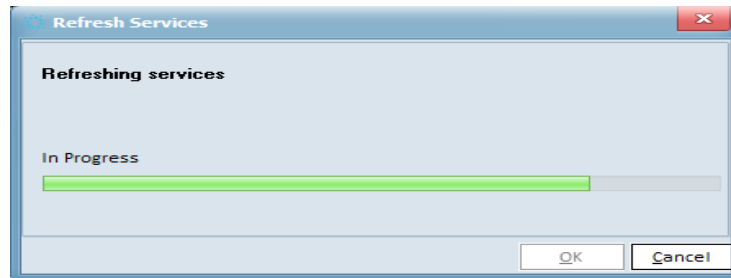 Refresh Services
Refreshing services
In Progress
OK
Cancel